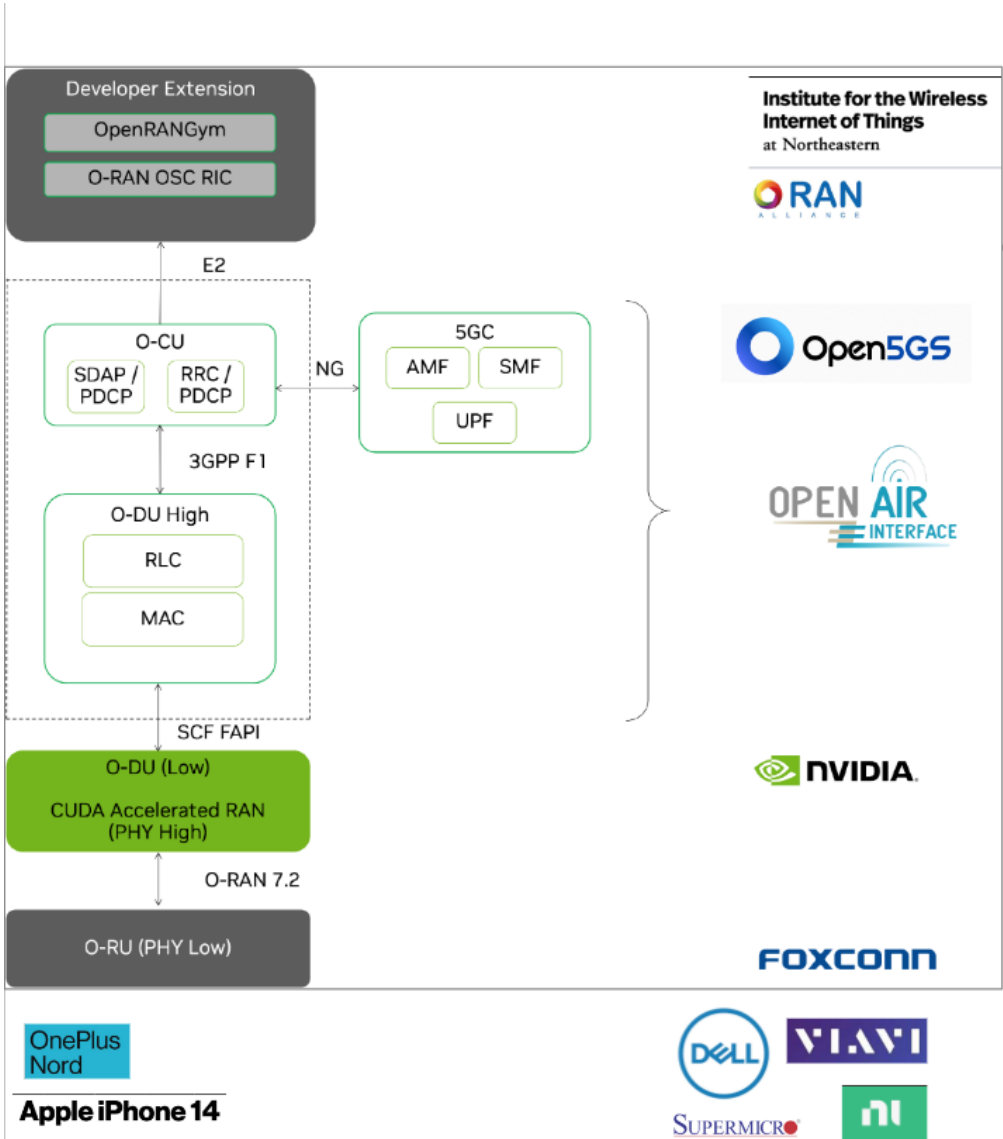 Developer Extension
OpenRANGym
O-RAN OSC RIC
Institute for the Wireless
Internet of Things
at Northeastern
RAN
ALLIANCE
E2
O-CU
SDAP /
PDCP
RRC /
PDCP
NG
5GC
AMF
SMF
UPF
Open5GS
3GPP F1
O-DU High
RLC
MAC
OPEN AIR
INTERFACE
SCF FAPI
O-DU (Low)
CUDA Accelerated RAN
(PHY High)
NVIDIA.
O-RAN 7.2
O-RU (PHY Low)
FOXCONN
OnePlus
Nord
Apple iPhone 14
DELL
VIAVI
SUPERMICRO
ni